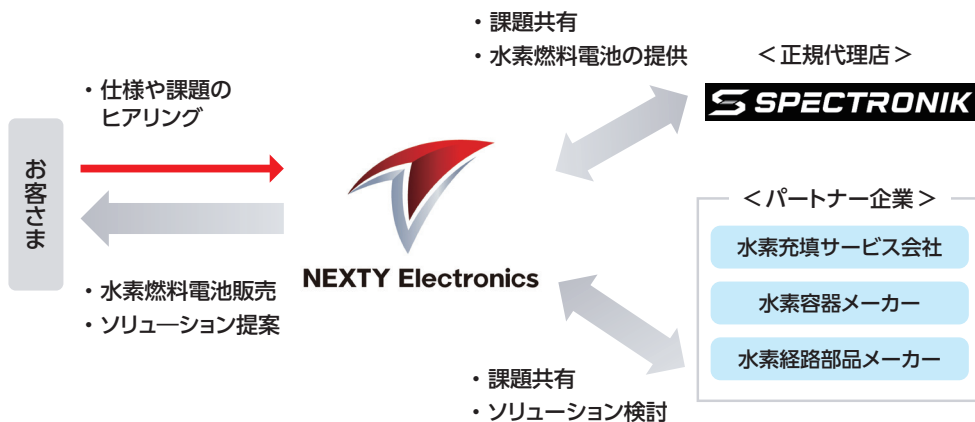 ・課題共有
・水素燃料電池の提供
＜正規代理店＞
SPECTRONIK
・仕様や課題の
ヒアリング
お客さま
NEXTY Electronics
・水素燃料電池販売
・ソリューション提案
＜パートナー企業＞
水素充填サービス会社
水素容器メーカー
水素経路部品メーカー
・課題共有
・ソリューション検討